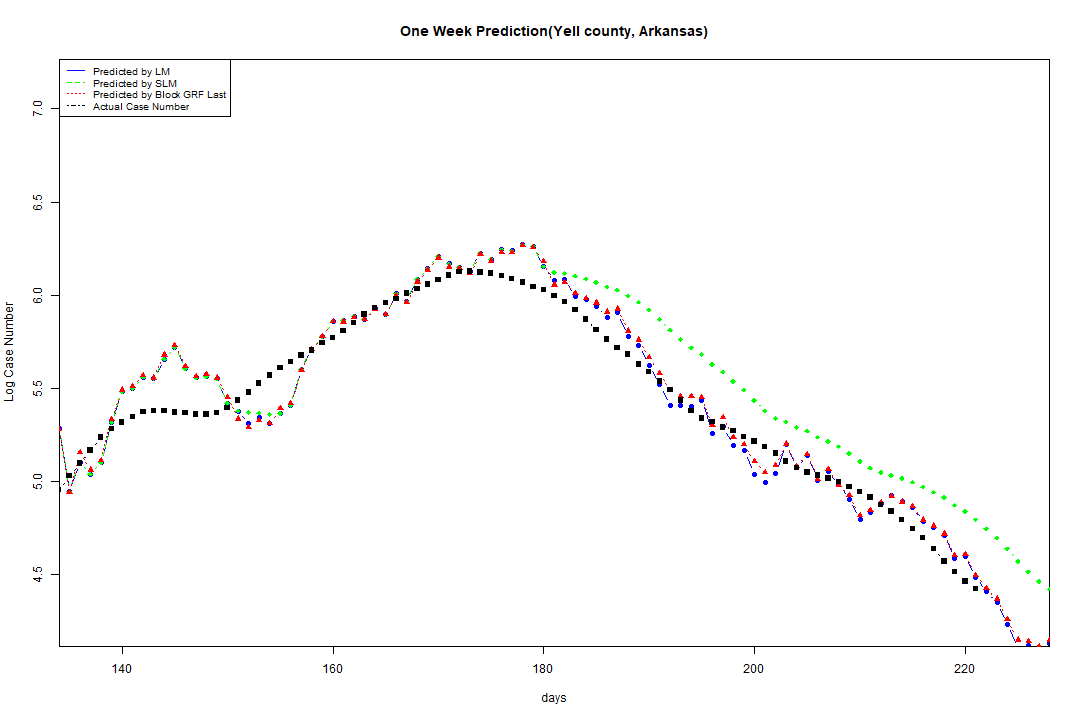 One Week Prediction(Yell county, Arkansas)
Predicted by LM
Predicted by SLM
Predicted by Block GRF Last
Actual Case Number
7.0
6.5
6.0
5.5
5.0
4.5
Log Case Number
140 160 180 200 220
days